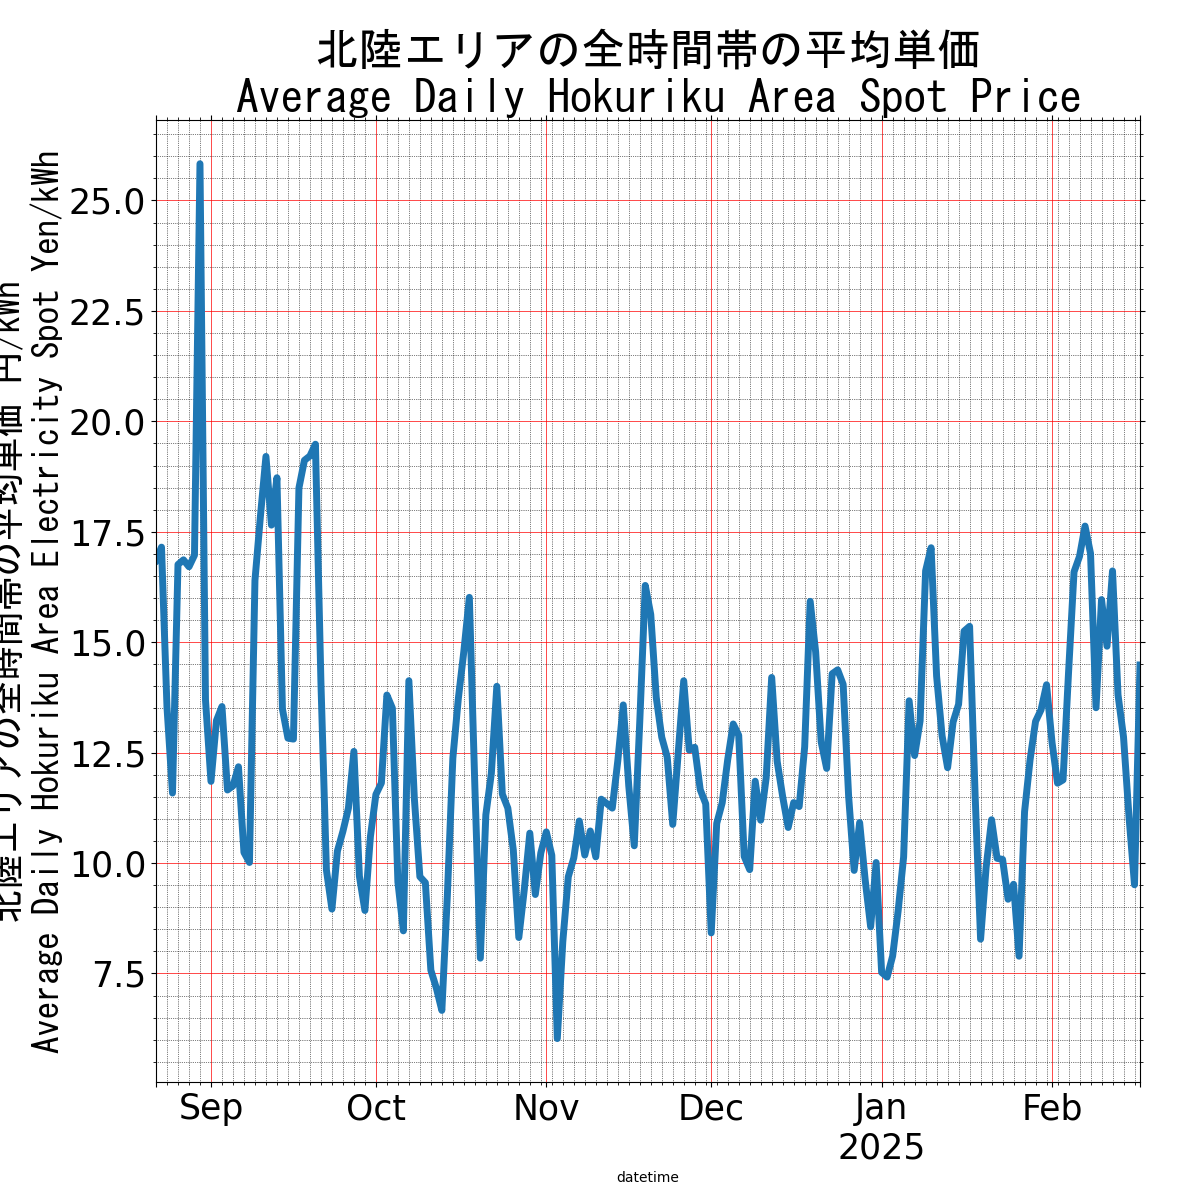 北陸エリアの全時間帯の平均単価
Average Daily Hokuriku Area Spot Price
北陸エリアの全時間帯の平均単価 円/kWh
Average Daily Hokuriku Area Electricity Spot Yen/kWh
25.0
22.5
20.0
17.5
15.0
12.5
10.0
7.5
Sep
Oct
Nov
Dec
Jan
2025
Feb
datetime